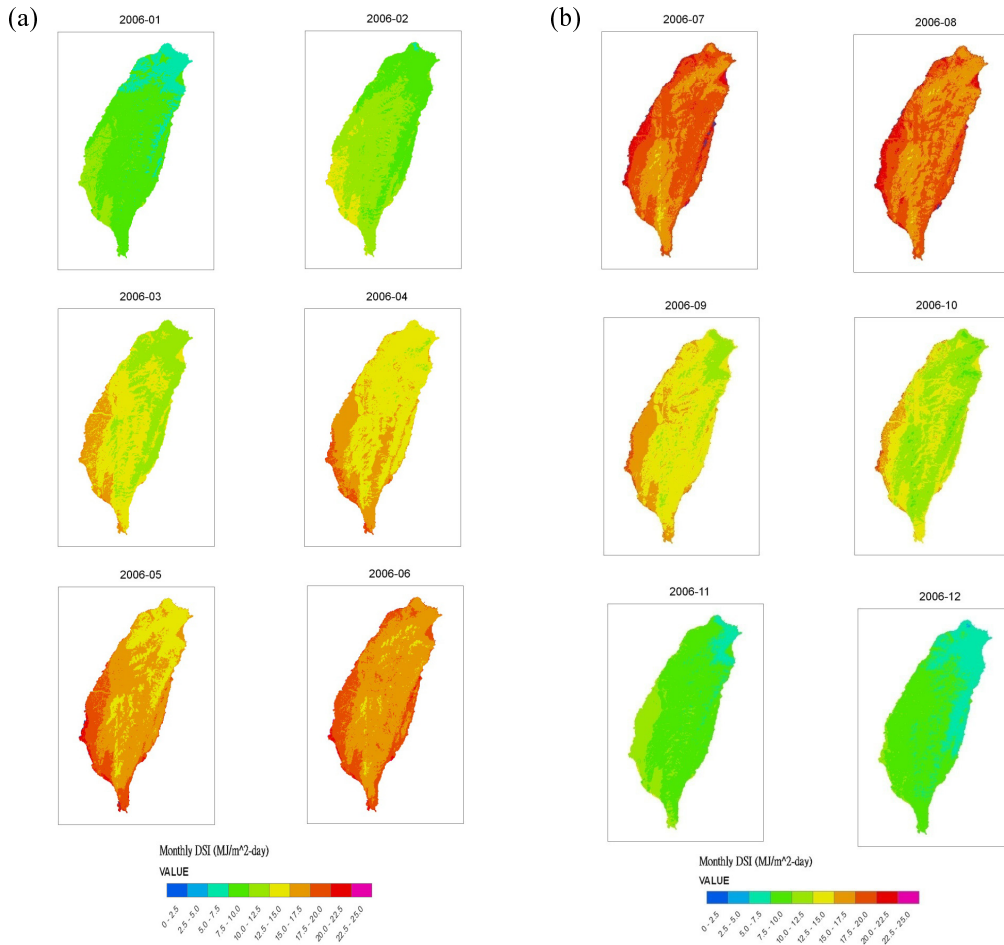 (a)
2006-01
2006-02
2006-03
2006-04
2006-05
2006-06
Monthly DSI (MJ/m^2-day)
VALUE
0 - 2.5
2.5 - 5.0
5.0 - 7.5
7.5 - 10.0
10.0 - 12.5
12.5 - 15.0
15.0 - 17.5
17.5 - 20.0
20.0 - 22.5
22.5 - 25.0
(b)
2006-07
2006-08
2006-09
2006-10
2006-11
2006-12
Monthly DSI (MJ/m^2-day)
VALUE
0 - 2.5
2.5 - 5.0
5.0 - 7.5
7.5 - 10.0
10.0 - 12.5
12.5 - 15.0
15.0 - 17.5
17.5 - 20.0
20.0 - 22.5
22.5 - 25.0